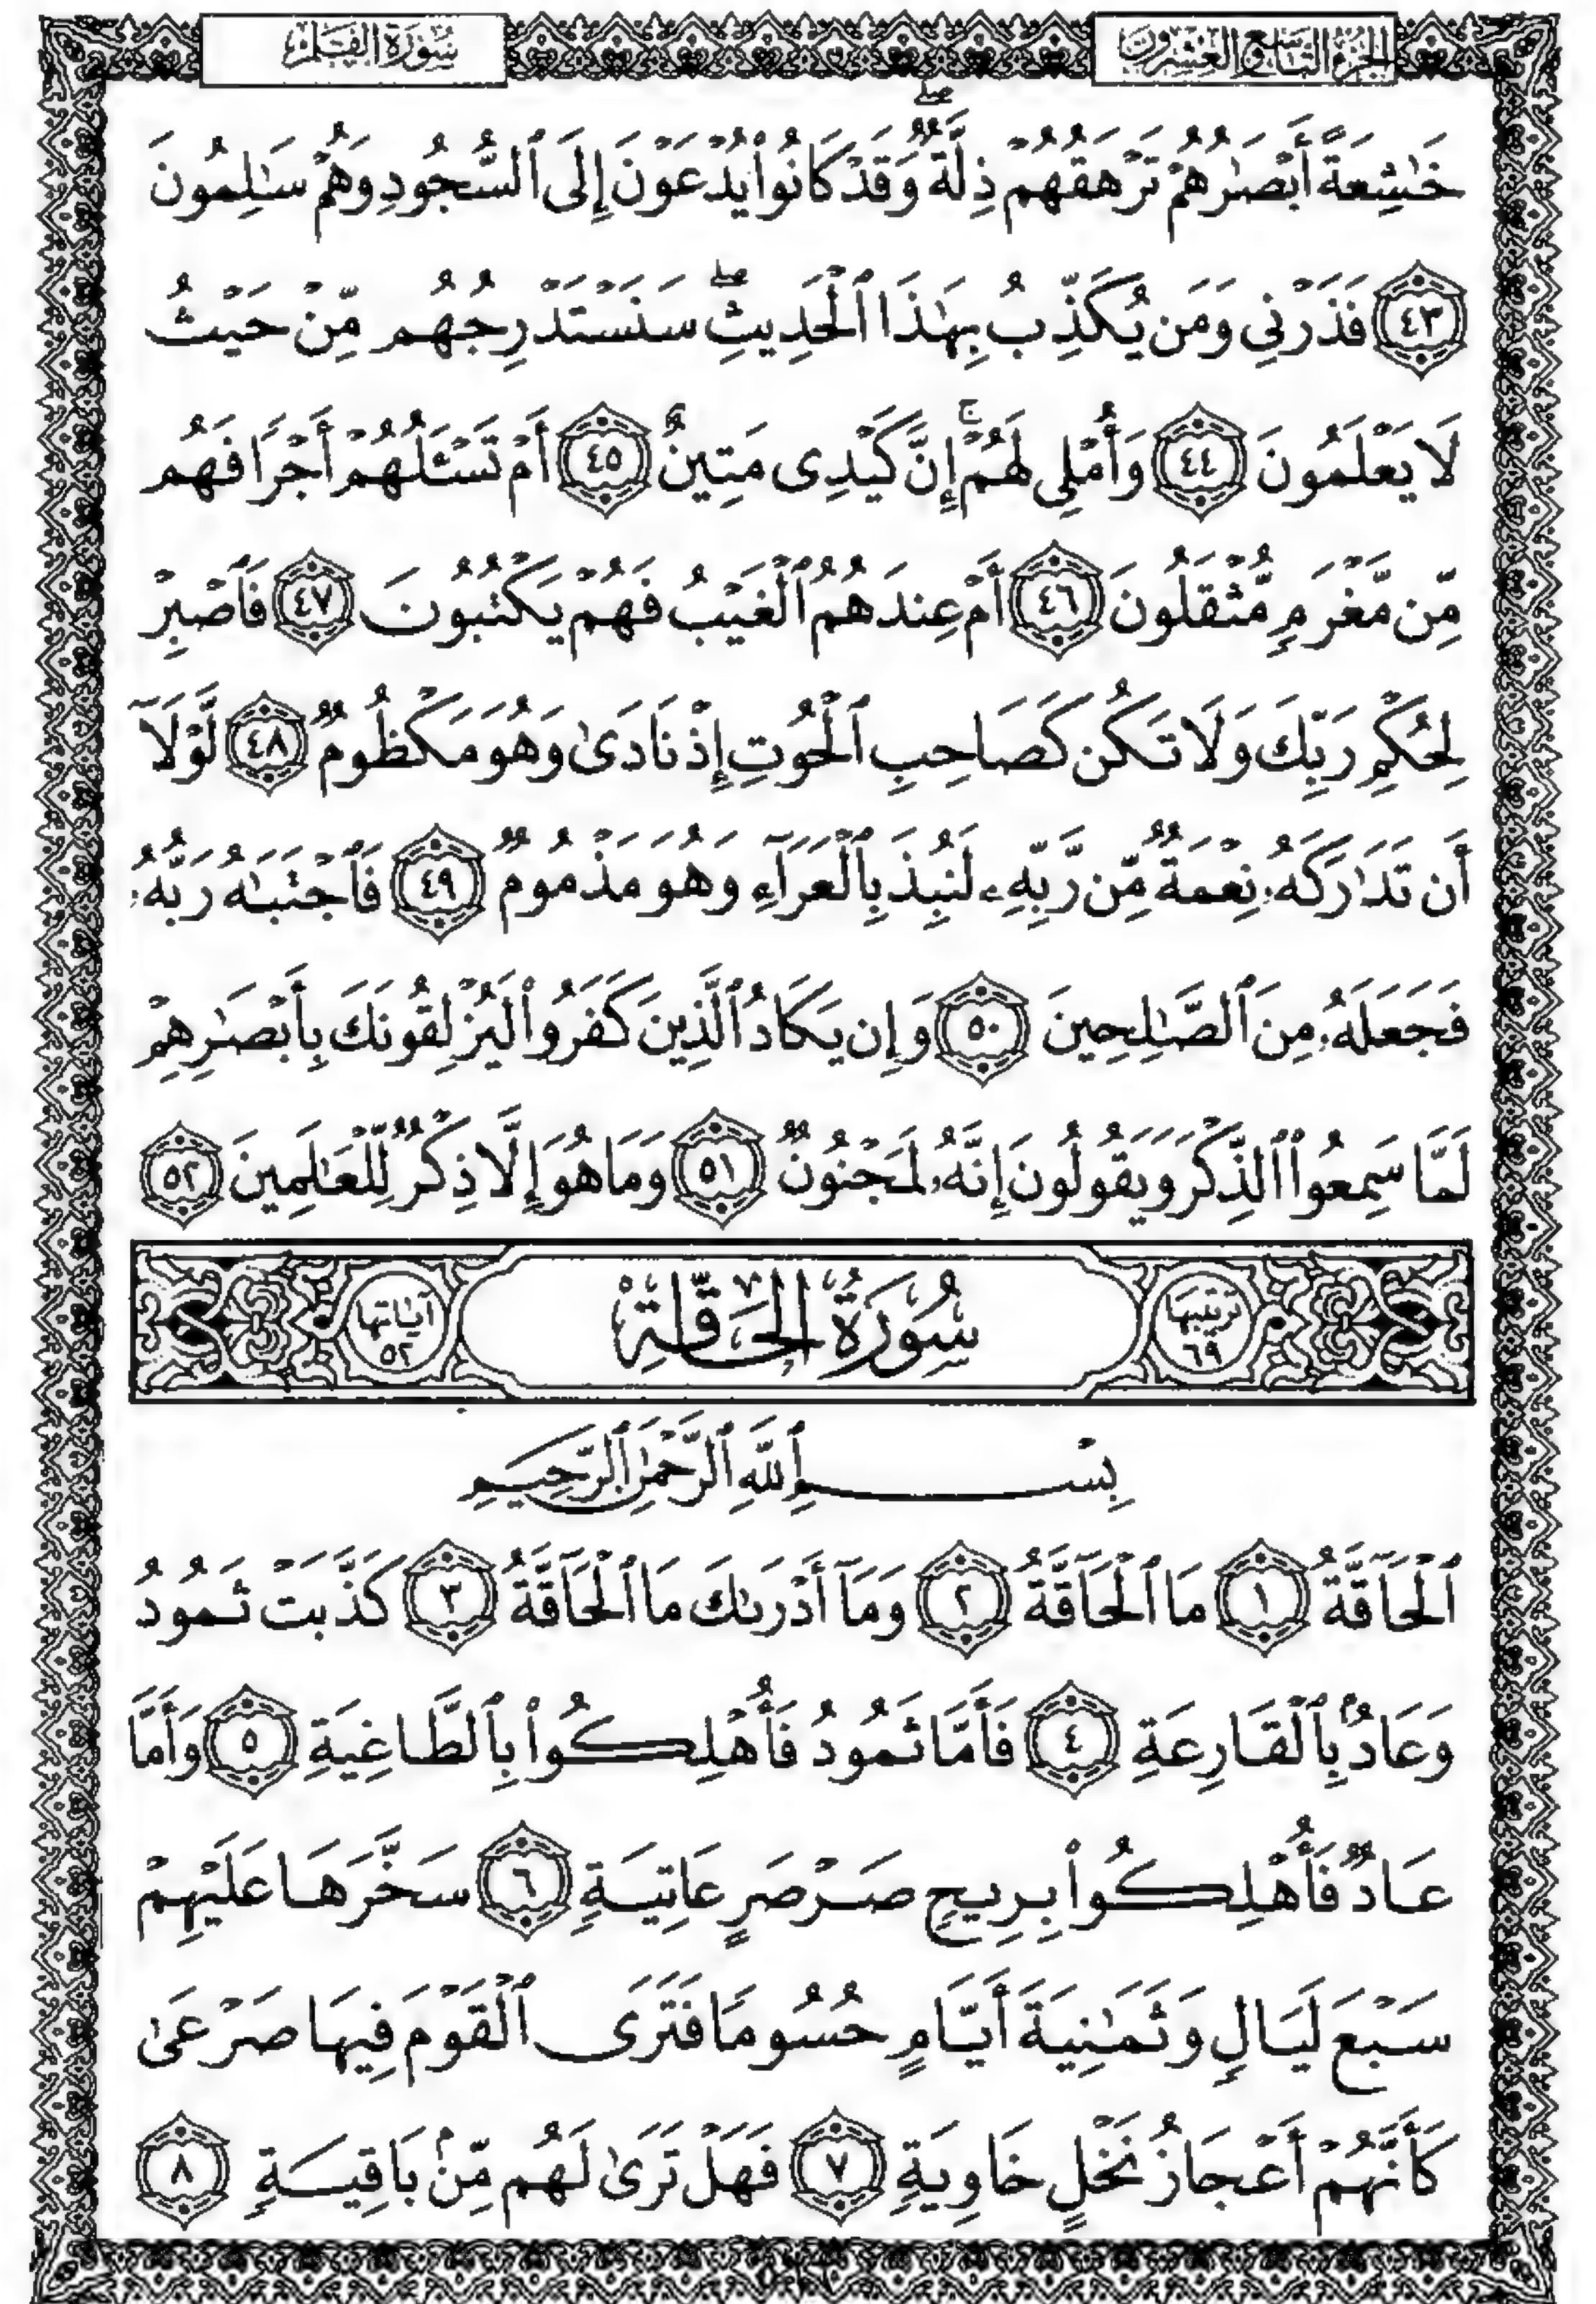 الجزء التاسع والعشرون
سورة القلم
خَٰشِعَةً أَبْصَٰرُهُمْ تَرْهَقُهُمْ ذِلَّةٌ ۖ وَقَدْ كَانُوا۟ يُدْعَوْنَ إِلَى ٱلسُّجُودِ وَهُمْ سَٰلِمُونَ
٤٣ فَذَرْنِى وَمَن يُكَذِّبُ بِهَٰذَا ٱلْحَدِيثِ ۖ سَنَسْتَدْرِجُهُم مِّنْ حَيْثُ
لَا يَعْلَمُونَ ٤٤ وَأُمْلِى لَهُمْ ۚ إِنَّ كَيْدِى مَتِينٌ ٤٥ أَمْ تَسْـَٔلُهُمْ أَجْرًا فَهُم
مِّن مَّغْرَمٍ مُّثْقَلُونَ ٤٦ أَمْ عِندَهُمُ ٱلْغَيْبُ فَهُمْ يَكْتُبُونَ ٤٧ فَٱصْبِرْ
لِحُكْمِ رَبِّكَ وَلَا تَكُن كَصَاحِبِ ٱلْحُوتِ إِذْ نَادَىٰ وَهُوَ مَكْظُومٌ ٤٨ لَّوْلَآ
أَن تَدَٰرَكَهُۥ نِعْمَةٌ مِّن رَّبِّهِۦ لَنُبِذَ بِٱلْعَرَآءِ وَهُوَ مَذْمُومٌ ٤٩ فَٱجْتَبَٰهُ رَبُّهُۥ
فَجَعَلَهُۥ مِنَ ٱلصَّٰلِحِينَ ٥٠ وَإِن يَكَادُ ٱلَّذِينَ كَفَرُوا۟ لَيُزْلِقُونَكَ بِأَبْصَٰرِهِمْ
لَمَّا سَمِعُوا۟ ٱلذِّكْرَ وَيَقُولُونَ إِنَّهُۥ لَمَجْنُونٌ ٥١ وَمَا هُوَ إِلَّا ذِكْرٌ لِّلْعَٰلَمِينَ ٥٢
ترتيبها ٦٩ سُورَةُ الحَاقَّةِ آياتها ٥٢
بِسْمِ ٱللَّهِ ٱلرَّحْمَٰنِ ٱلرَّحِيمِ
ٱلْحَآقَّةُ ١ مَا ٱلْحَآقَّةُ ٢ وَمَآ أَدْرَىٰكَ مَا ٱلْحَآقَّةُ ٣ كَذَّبَتْ ثَمُودُ
وَعَادٌۢ بِٱلْقَارِعَةِ ٤ فَأَمَّا ثَمُودُ فَأُهْلِكُوا۟ بِٱلطَّاغِيَةِ ٥ وَأَمَّا
عَادٌ فَأُهْلِكُوا۟ بِرِيحٍ صَرْصَرٍ عَاتِيَةٍ ٦ سَخَّرَهَا عَلَيْهِمْ
سَبْعَ لَيَالٍ وَثَمَٰنِيَةَ أَيَّامٍ حُسُومًا فَتَرَى ٱلْقَوْمَ فِيهَا صَرْعَىٰ
كَأَنَّهُمْ أَعْجَازُ نَخْلٍ خَاوِيَةٍ ٧ فَهَلْ تَرَىٰ لَهُم مِّنۢ بَاقِيَةٍ ٨